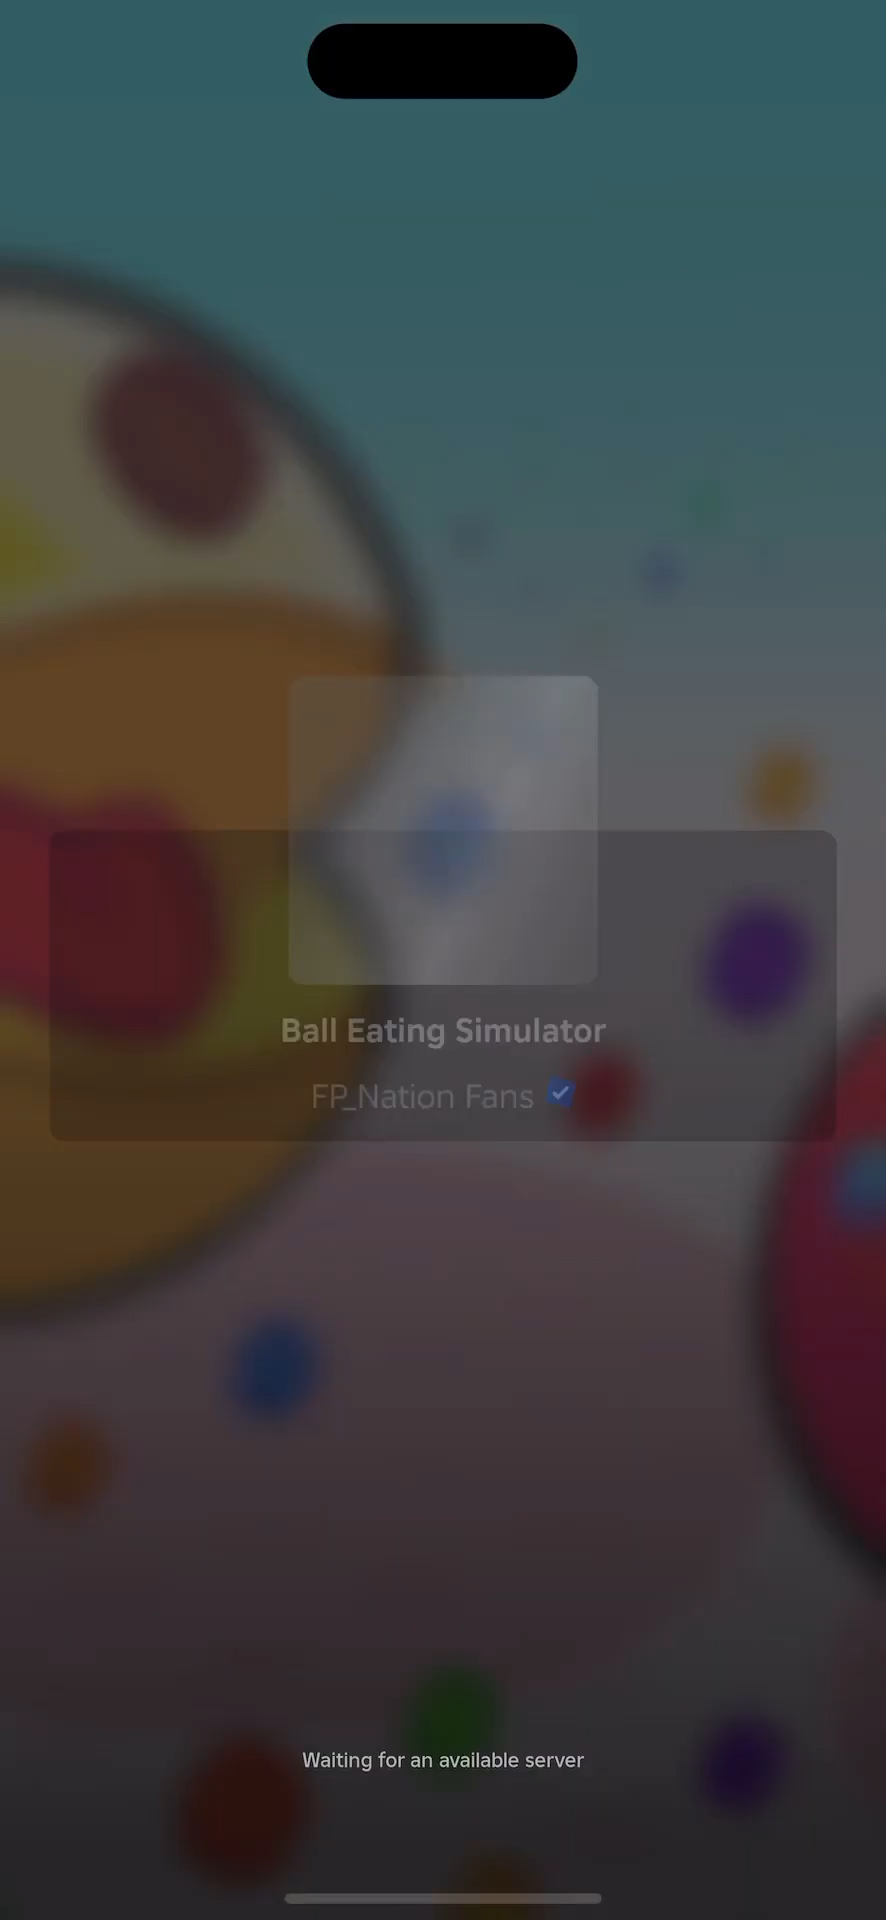 Ball Eating Simulator
FP_Nation Fans
Waiting for an available server